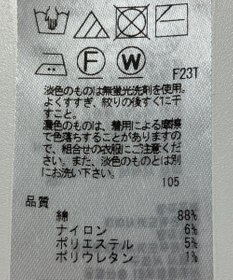 F
W
F23T
淡色のものは無蛍光洗剤を使用。
よくすすぎ、絞りの後すぐに干
すこと。
濃色のものは、着用による摩擦
で色落ちすることがありますの
で、組合せの衣服にご注意くだ
さい。また、淡色のものとは別
にお洗い下さい。
105
品質
綿 88%
ナイロン 6%
ポリエステル 5%
ポリウレタン 1%